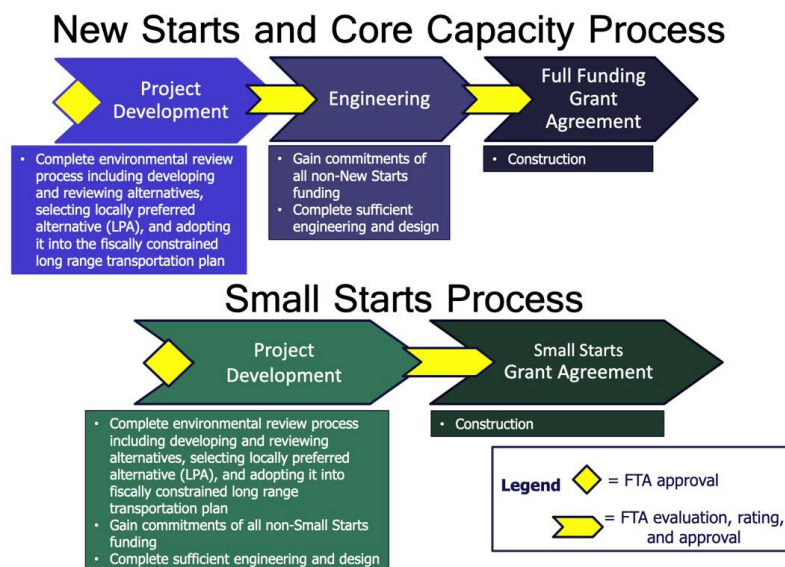 New Starts and Core Capacity Process
Project
Development
Engineering
Full Funding
Grant
Agreement
• Complete environmental review
process including developing
and reviewing alternatives,
selecting locally preferred
alternative (LPA), and adopting
it into the fiscally constrained
long range transportation plan
• Gain commitments of
all non-New Starts
funding
• Complete sufficient
engineering and design
• Construction
Small Starts Process
Project
Development
Small Starts
Grant Agreement
• Complete environmental review process
including developing and reviewing
alternatives, selecting locally preferred
alternative (LPA), and adopting it into
fiscally constrained long range
transportation plan
• Gain commitments of all non-Small Starts
funding
• Complete sufficient engineering and design
• Construction
Legend
= FTA approval
= FTA evaluation, rating,
and approval